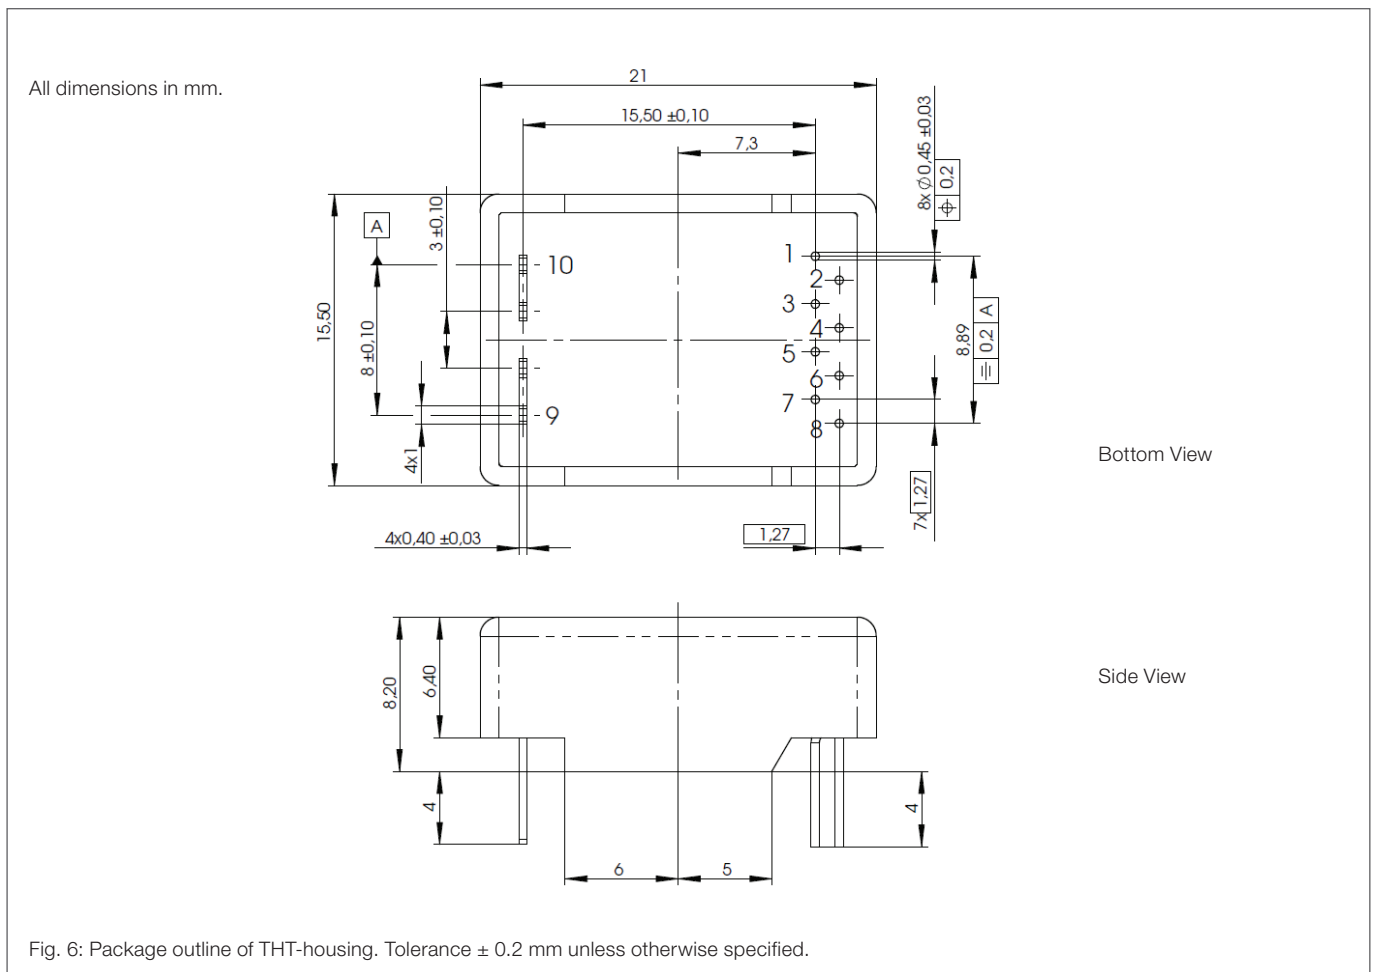 All dimensions in mm.
21
15,50 ±0,10
7,3
8x ∅0,45 ±0,03
⌖ 0,2
A
3 ±0,10
15,50
8 ±0,10
10
1
2
3
4
5
6
7
8
9
8,89
⌯ 0,2 A
4x1
4x0,40 ±0,03
1,27
7x 1,27
Bottom View
8,20
6,40
Side View
4
4
6
5
Fig. 6: Package outline of THT-housing. Tolerance ± 0.2 mm unless otherwise specified.